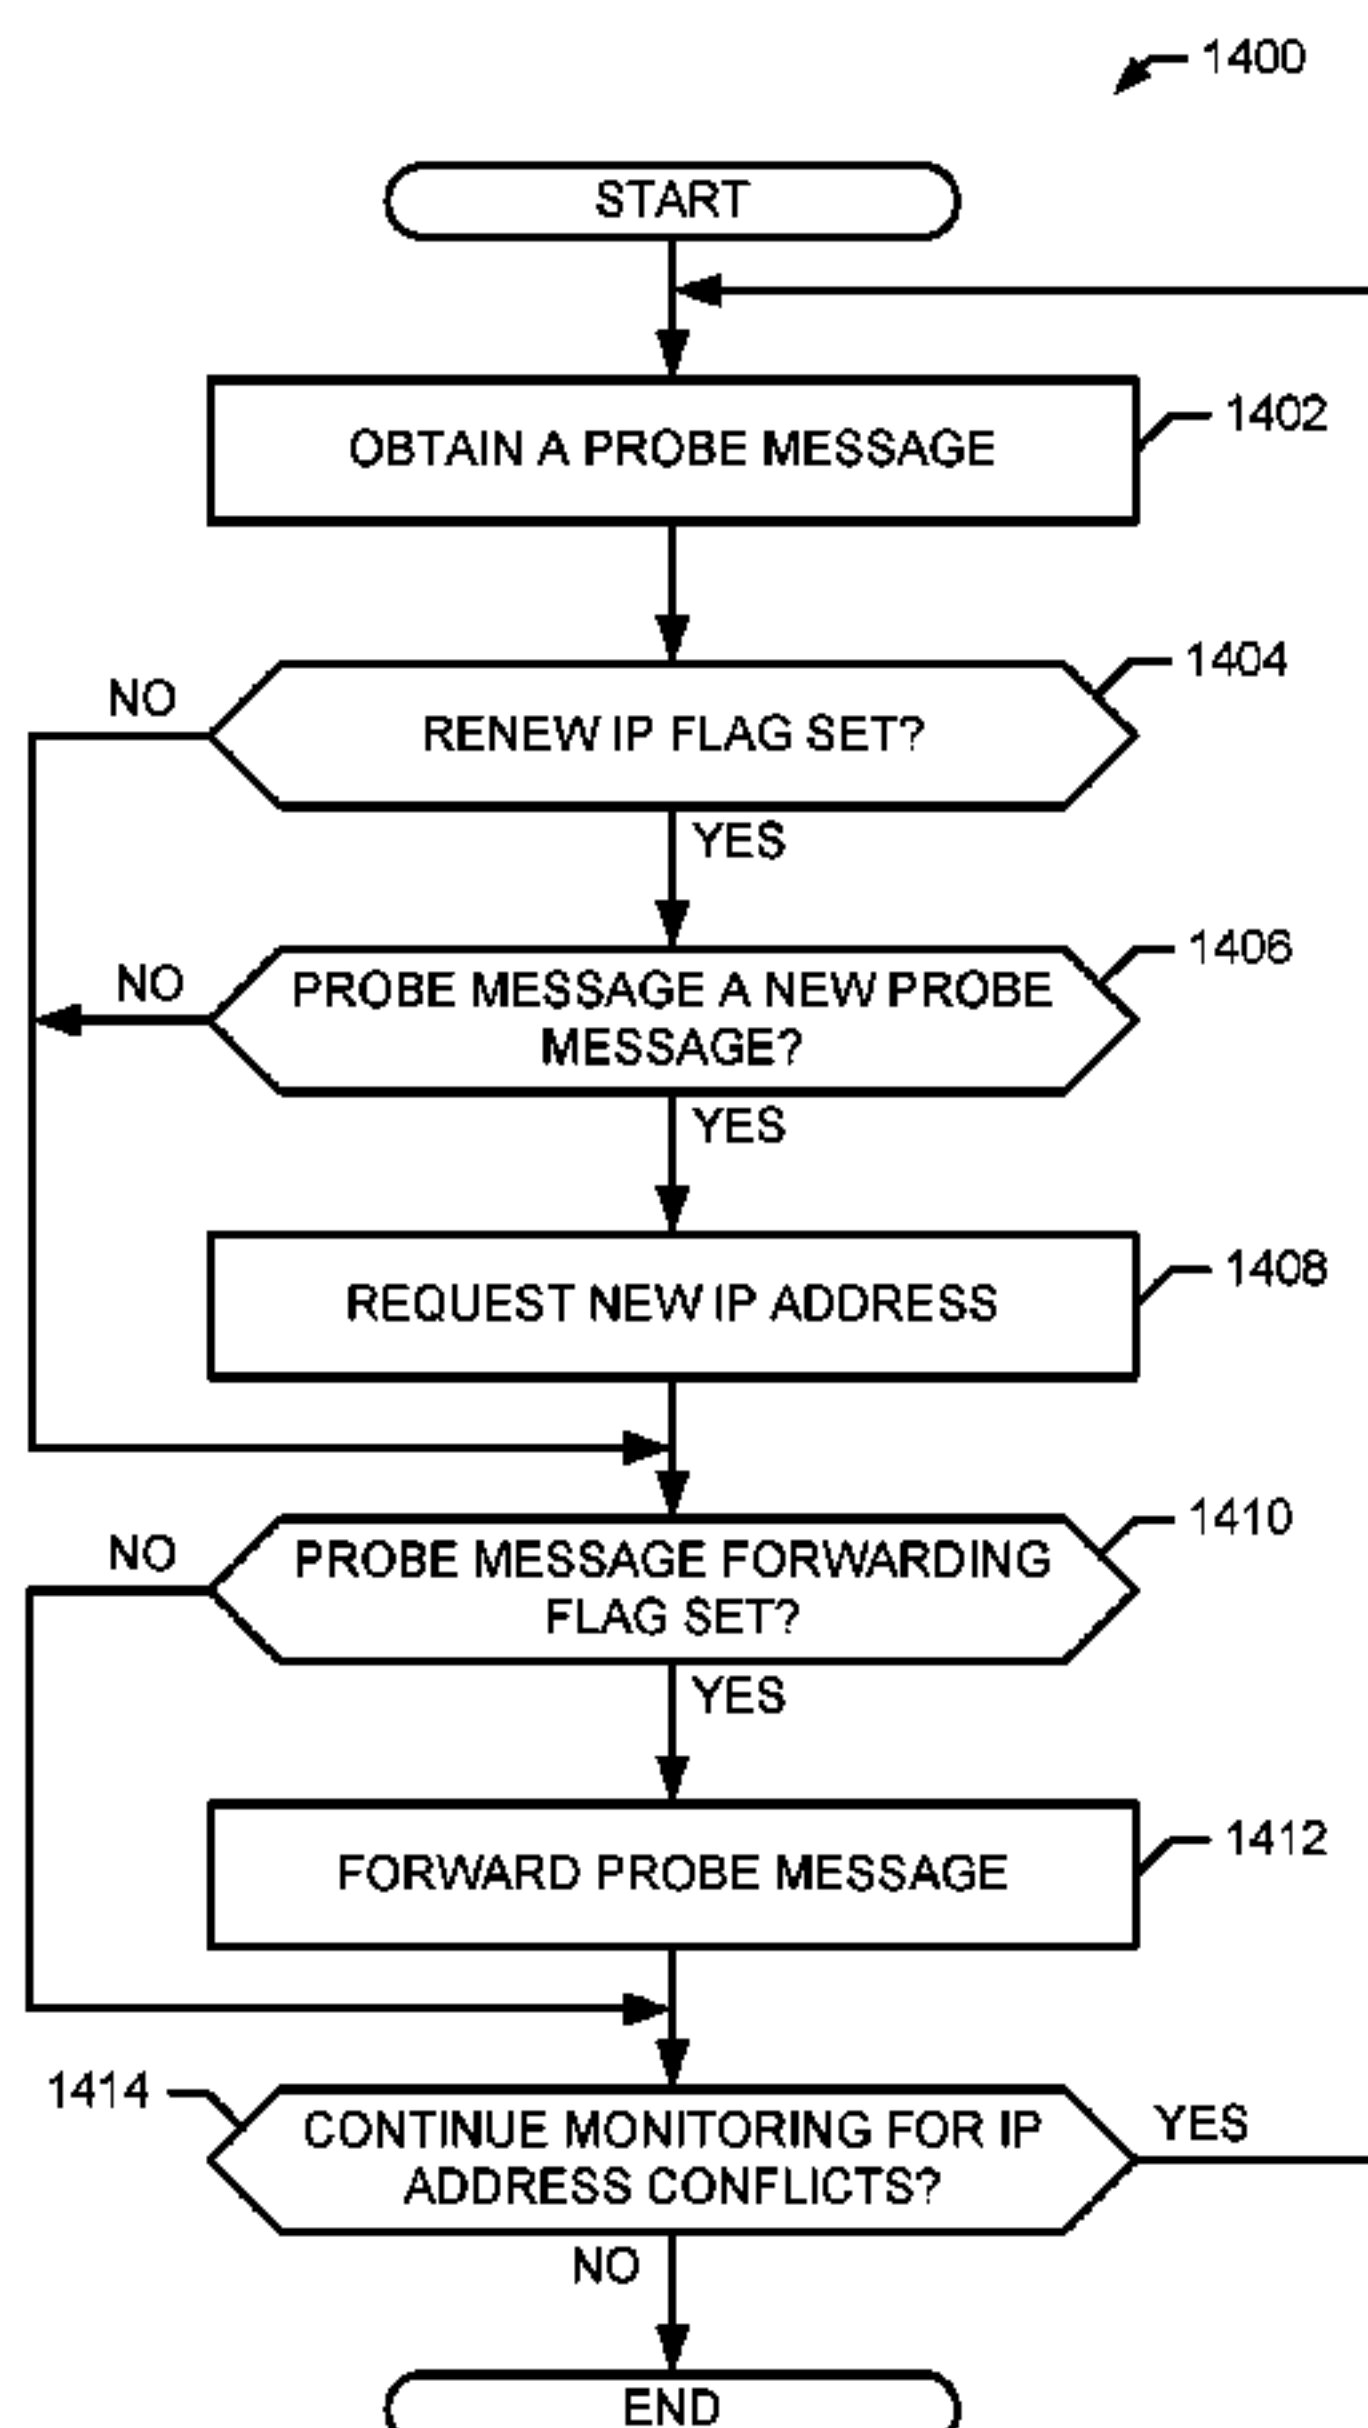 1400
START
OBTAIN A PROBE MESSAGE
1402
NO
RENEW IP FLAG SET?
1404
YES
NO
PROBE MESSAGE A NEW PROBE
MESSAGE?
1406
YES
REQUEST NEW IP ADDRESS
1408
NO
PROBE MESSAGE FORWARDING
FLAG SET?
1410
YES
FORWARD PROBE MESSAGE
1412
1414
CONTINUE MONITORING FOR IP
ADDRESS CONFLICTS?
YES
NO
END